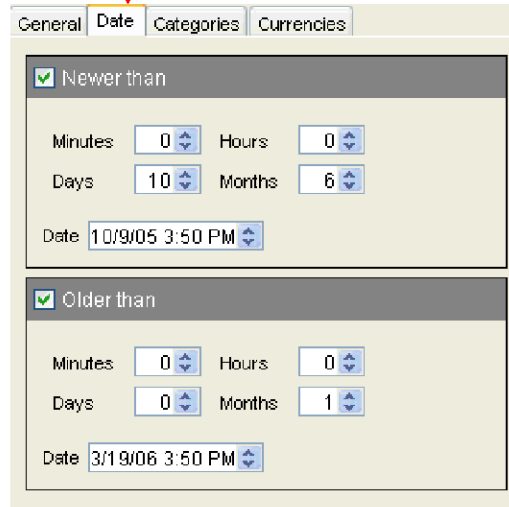 General Date Categories Currencies
Newer than
Minutes 0 Hours 0
Days 10 Months 6
Date 10/9/05 3:50 PM
Older than
Minutes 0 Hours 0
Days 0 Months 1
Date 3/19/06 3:50 PM